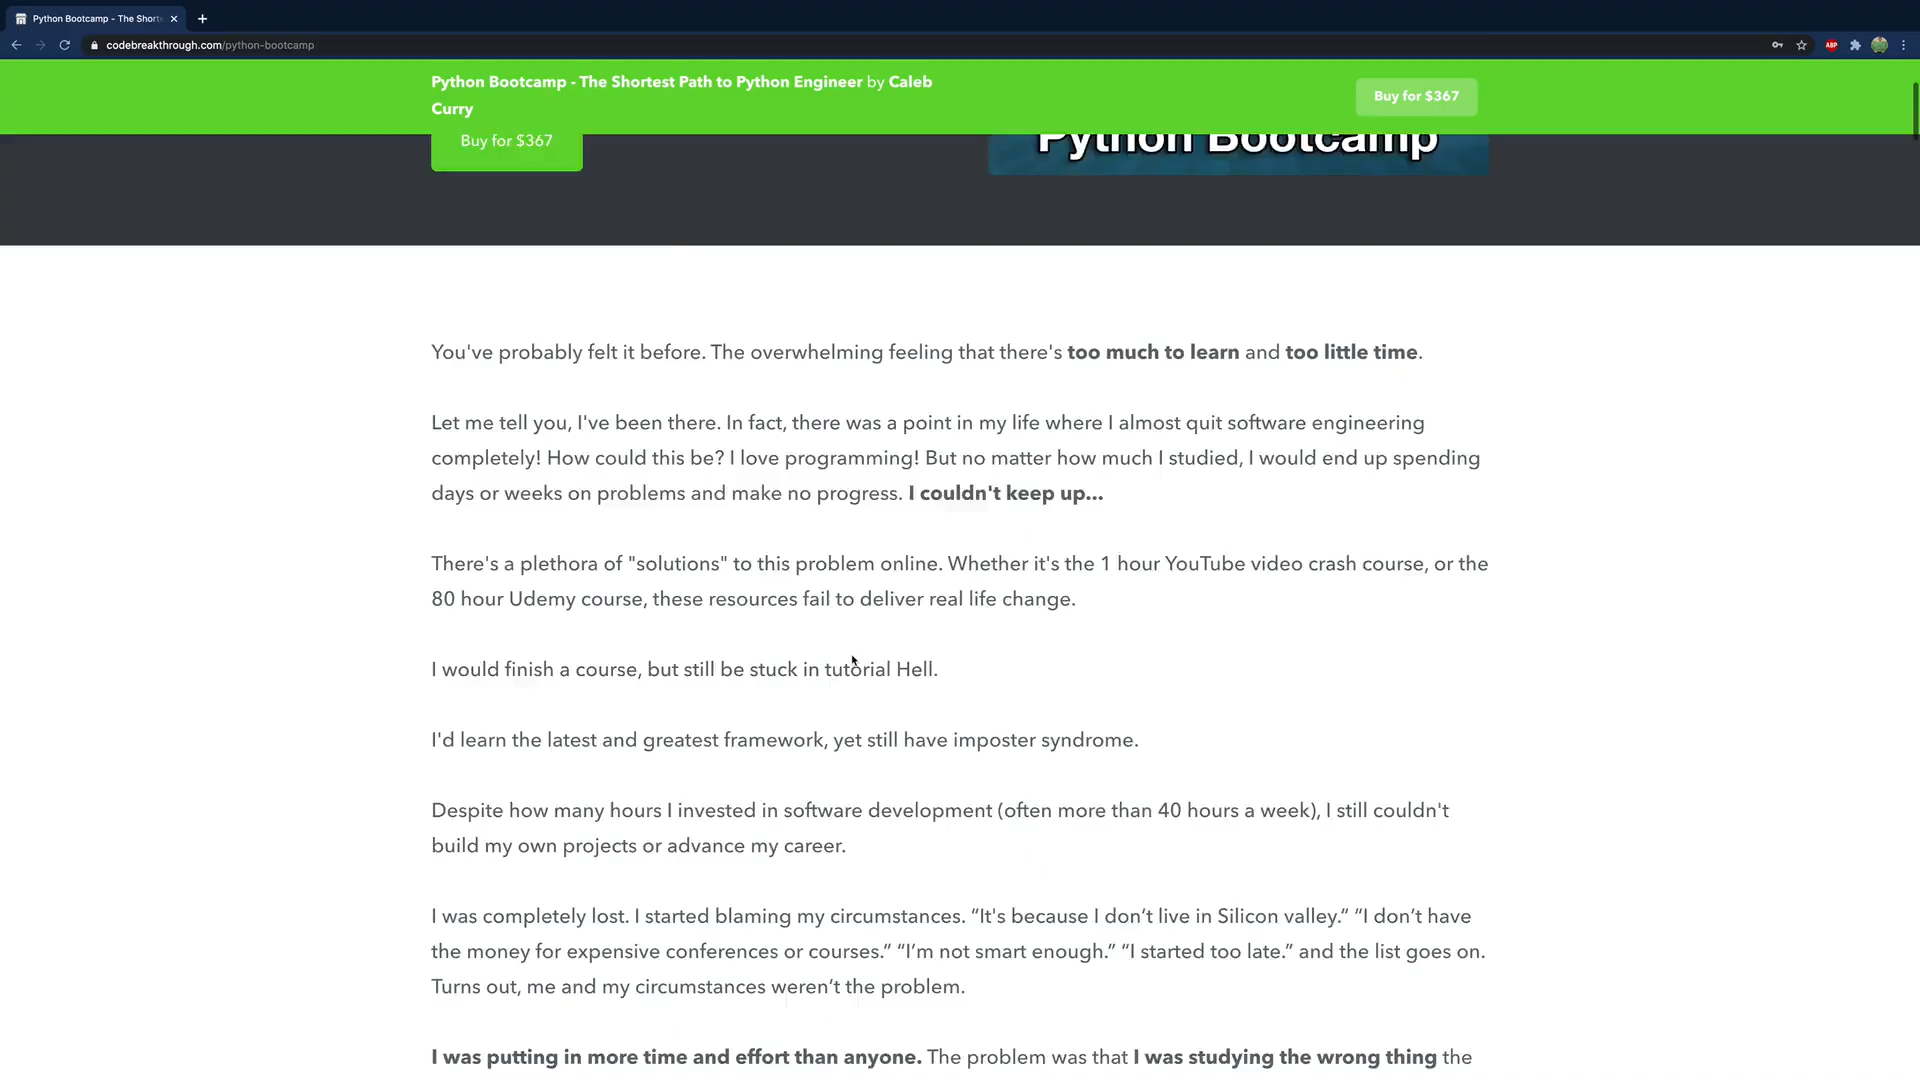 Python Bootcamp - The Shorte
codebreakthrough.com/python-bootcamp
ABP
Python Bootcamp - The Shortest Path to Python Engineer by Caleb
Curry
Buy for $367
Buy for $367
Python Bootcamp
You've probably felt it before. The overwhelming feeling that there's too much to learn and too little time.
Let me tell you, I've been there. In fact, there was a point in my life where I almost quit software engineering
completely! How could this be? I love programming! But no matter how much I studied, I would end up spending
days or weeks on problems and make no progress. I couldn't keep up...
There's a plethora of "solutions" to this problem online. Whether it's the 1 hour YouTube video crash course, or the
80 hour Udemy course, these resources fail to deliver real life change.
I would finish a course, but still be stuck in tutorial Hell.
I'd learn the latest and greatest framework, yet still have imposter syndrome.
Despite how many hours I invested in software development (often more than 40 hours a week), I still couldn't
build my own projects or advance my career.
I was completely lost. I started blaming my circumstances. “It's because I don’t live in Silicon valley.“ “I don’t have
the money for expensive conferences or courses.” “I’m not smart enough.” “I started too late.” and the list goes on.
Turns out, me and my circumstances weren’t the problem.
I was putting in more time and effort than anyone. The problem was that I was studying the wrong thing the